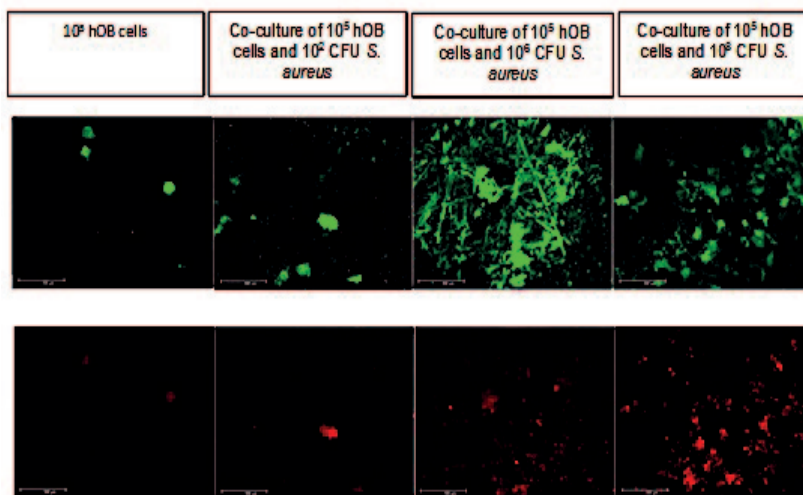 10⁵ hOB cells
Co-culture of 10⁵ hOB
cells and 10² CFU S.
aureus
Co-culture of 10⁵ hOB
cells and 10⁶ CFU S.
aureus
Co-culture of 10⁵ hOB
cells and 10⁸ CFU S.
aureus